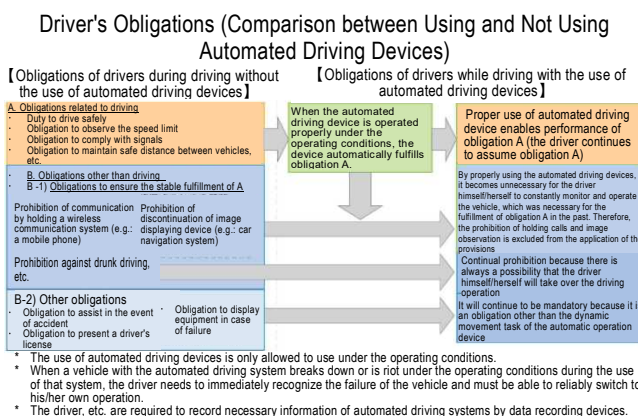 Driver's Obligations (Comparison between Using and Not Using
Automated Driving Devices)
【Obligations of drivers during driving without
the use of automated driving devices】
【Obligations of drivers while driving with the use of
automated driving devices】
A. Obligations related to driving
· Duty to drive safely
· Obligation to observe the speed limit
· Obligation to comply with signals
· Obligation to maintain safe distance between vehicles,
etc.
When the automated
driving device is operated
properly under the
operating conditions, the
device automatically fulfills
obligation A.
Proper use of automated driving
device enables performance of
obligation A (the driver continues
to assume obligation A)
· B. Obligations other than driving
· B -1) Obligations to ensure the stable fulfillment of A
Prohibition of communication
by holding a wireless
communication system (e.g.:
a mobile phone)
Prohibition of
discontinuation of image
displaying device (e.g.: car
navigation system)
By properly using the automated driving devices,
it becomes unnecessary for the driver
himself/herself to constantly monitor and operate
the vehicle, which was necessary for the
fulfillment of obligation A in the past. Therefore,
the prohibition of holding calls and image
observation is excluded from the application of th
provisions
Prohibition against drunk driving,
etc.
Continual prohibition because there is
always a possibility that the driver
himself/herself will take over the driving
operation
B-2) Other obligations
· Obligation to assist in the event
of accident
· Obligation to present a driver's
license
· Obligation to display
equipment in case
of failure
It will continue to be mandatory because it i
an obligation other than the dynamic
movement task of the automatic operation
device
* The use of automated driving devices is only allowed to use under the operating conditions.
* When a vehicle with the automated driving system breaks down or is riot under the operating conditions during the use
of that system, the driver needs to immediately recognize the failure of the vehicle and must be able to reliably switch to
his/her own operation.
* The driver, etc. are required to record necessary information of automated driving systems by data recording devices.